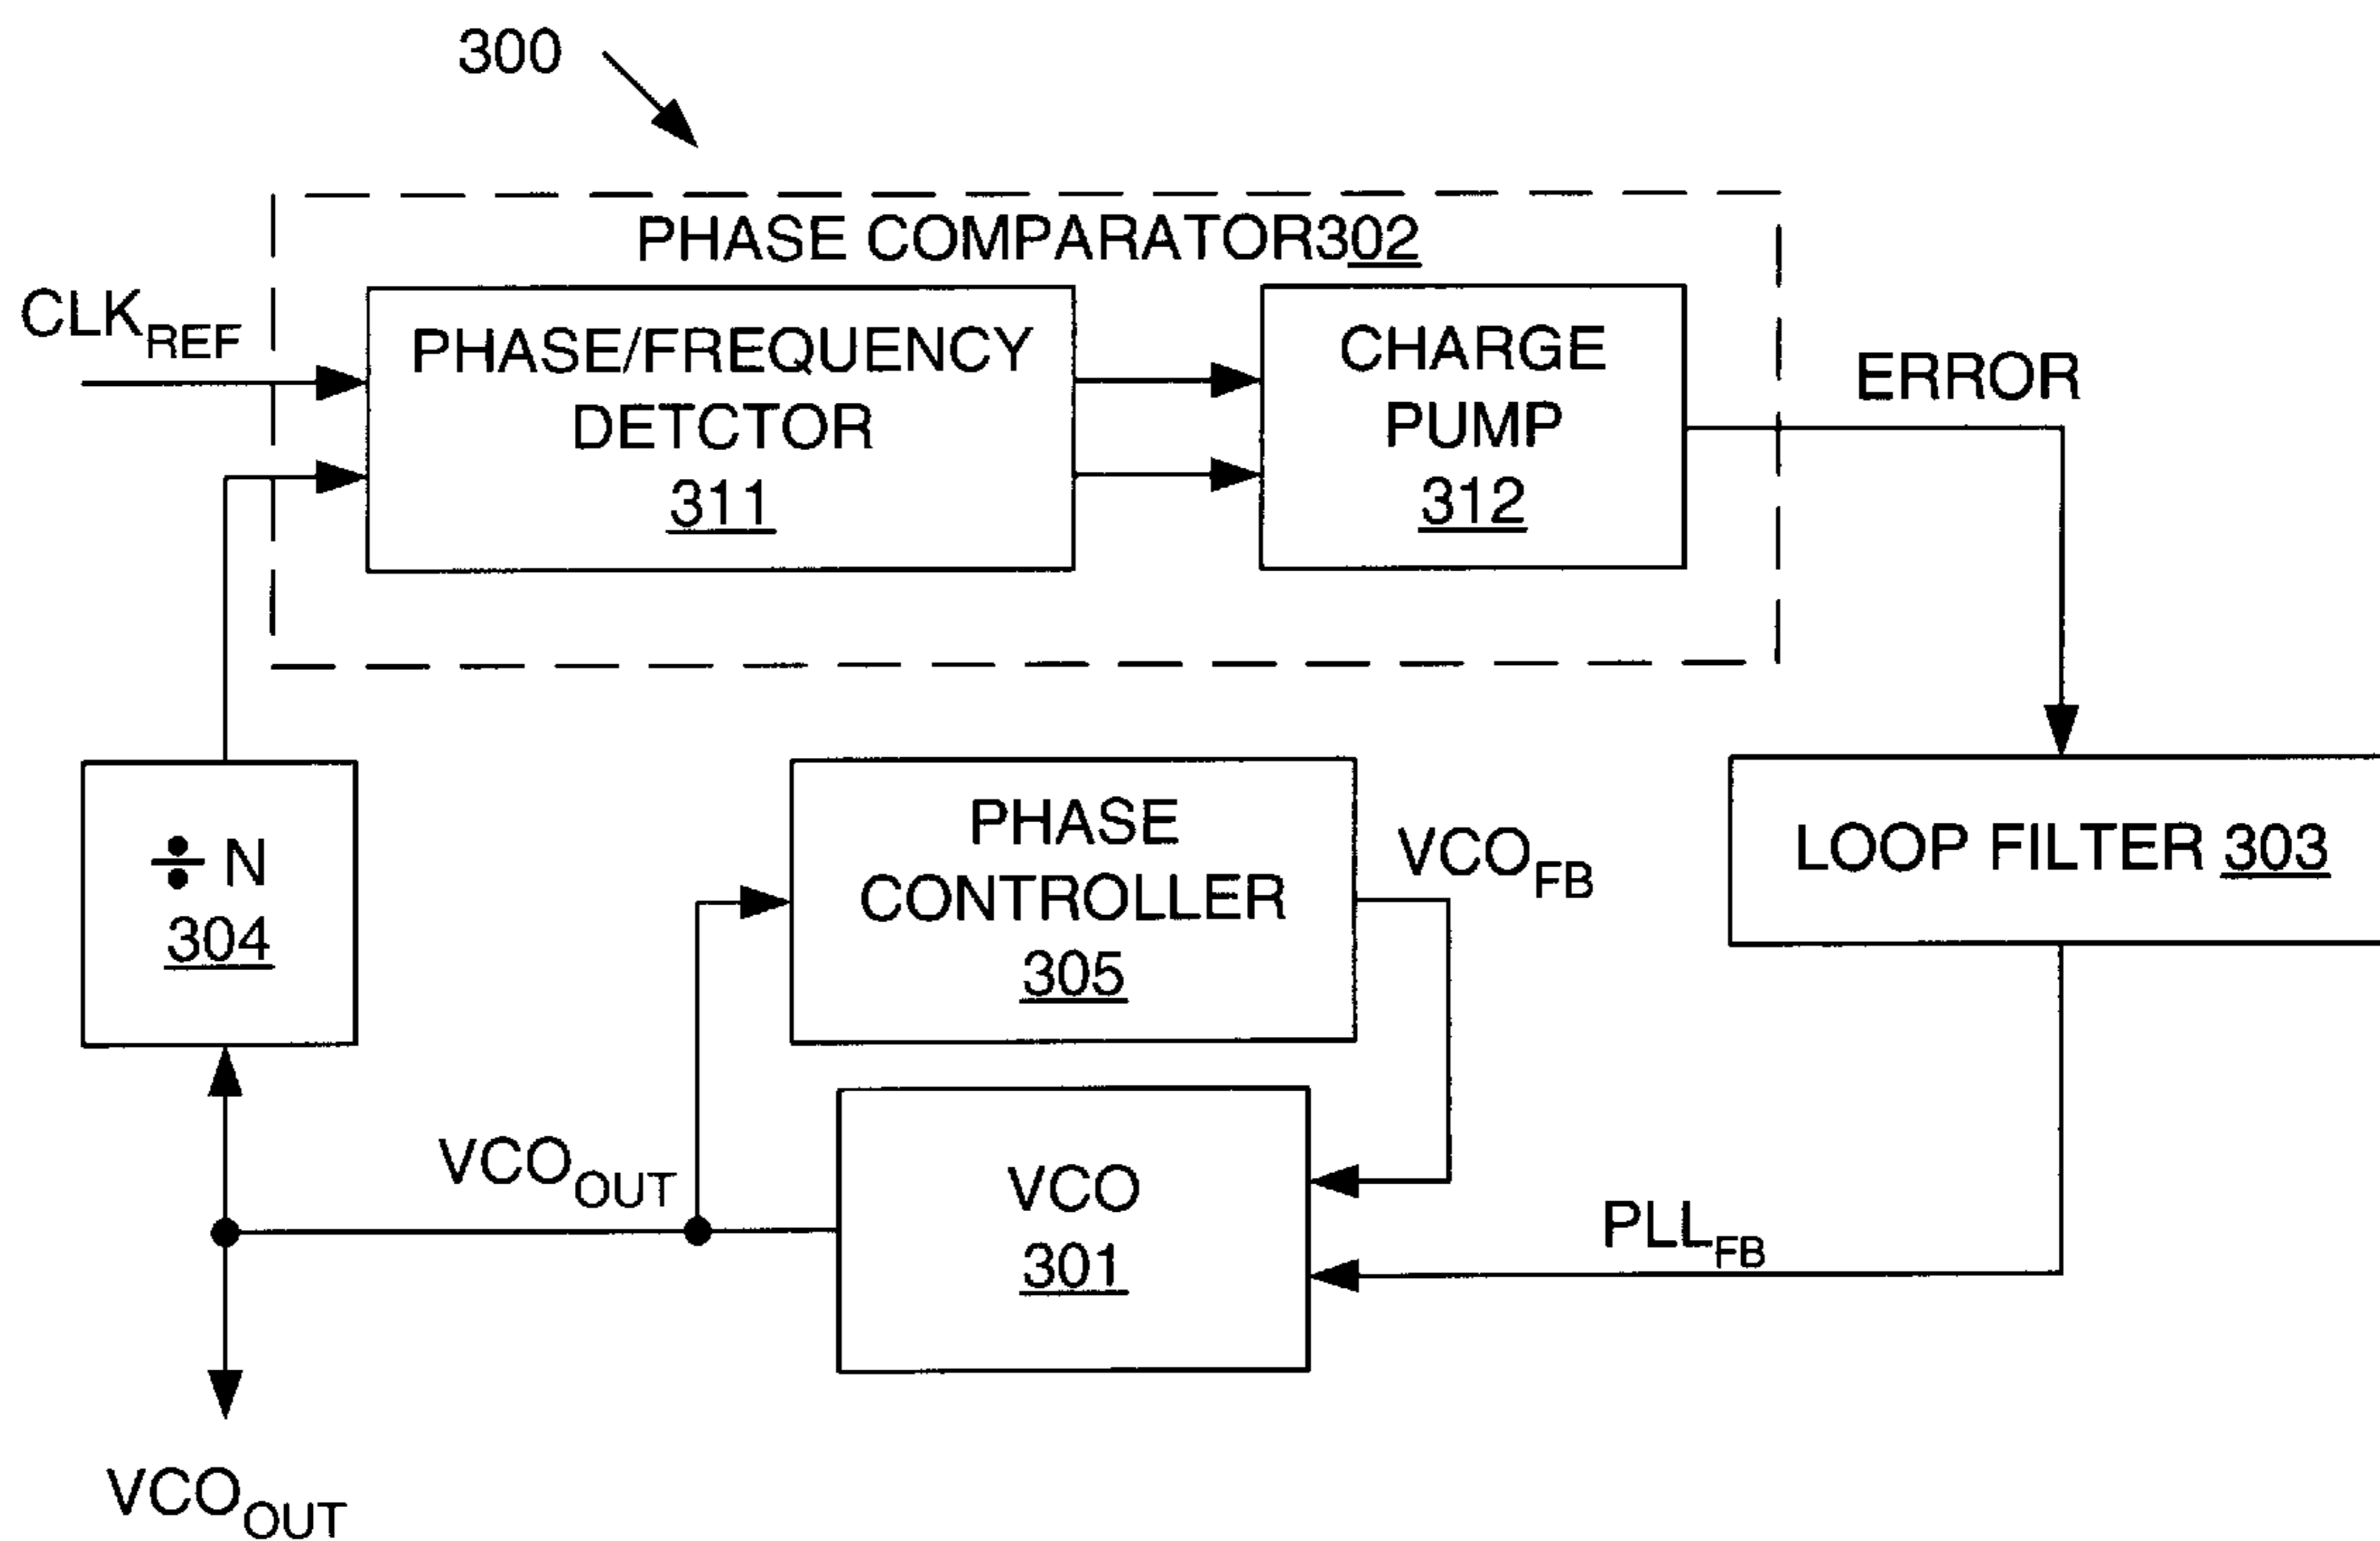 300
PHASE COMPARATOR302
CLKREF
PHASE/FREQUENCY
DETCTOR
311
CHARGE
PUMP
312
ERROR
÷ N
304
PHASE
CONTROLLER
305
VCOFB
LOOP FILTER 303
VCOOUT
VCO
301
PLLFB
VCOOUT